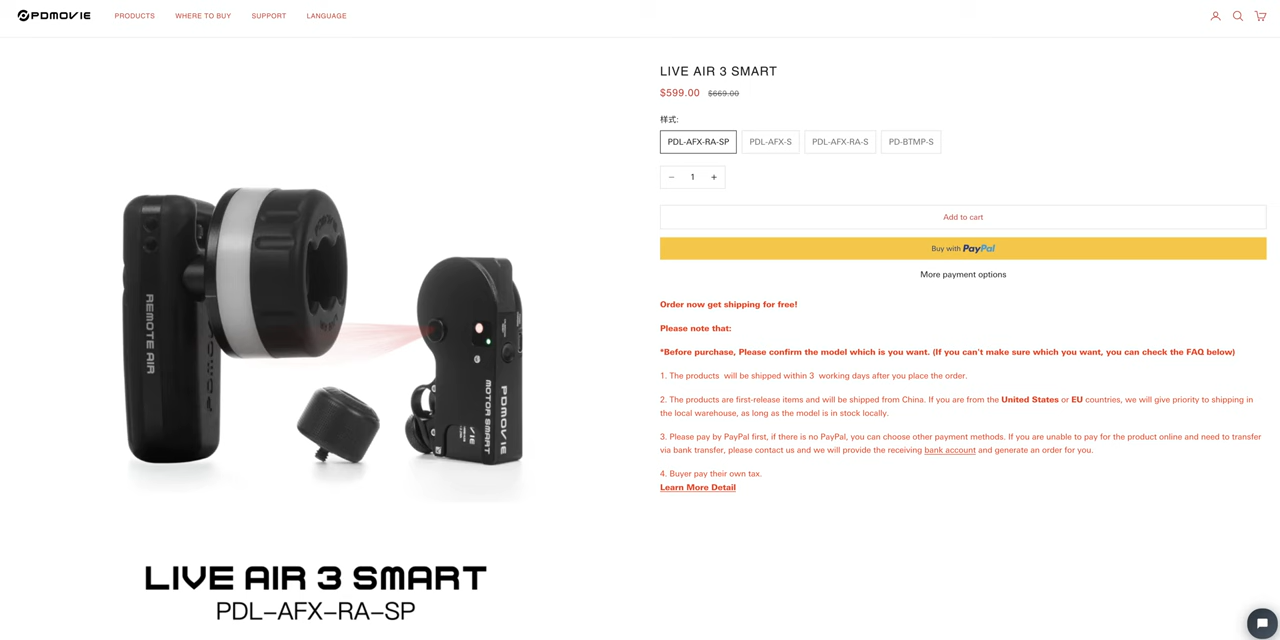 PDMOVIE
PRODUCTS
WHERE TO BUY
SUPPORT
LANGUAGE
LIVE AIR 3 SMART
$599.00 $669.00
样式:
PDL-AFX-RA-SP
PDL-AFX-S
PDL-AFX-RA-S
PD-BTMP-S
− 1 +
Add to cart
Buy with PayPal
More payment options
Order now get shipping for free!
Please note that:
*Before purchase, Please confirm the model which is you want. (If you can't make sure which you want, you can check the FAQ below)
1. The products will be shipped within 3 working days after you place the order.
2. The products are first-release items and will be shipped from China. If you are from the United States or EU countries, we will give priority to shipping in
the local warehouse, as long as the model is in stock locally.
3. Please pay by PayPal first, if there is no PayPal, you can choose other payment methods. If you are unable to pay for the product online and need to transfer
via bank transfer, please contact us and we will provide the receiving bank account and generate an order for you.
4. Buyer pay their own tax.
Learn More Detail
REMOTE AIR
MOTOR SMART
PDMOVIE
LIVE AIR 3 SMART
PDL-AFX-RA-SP